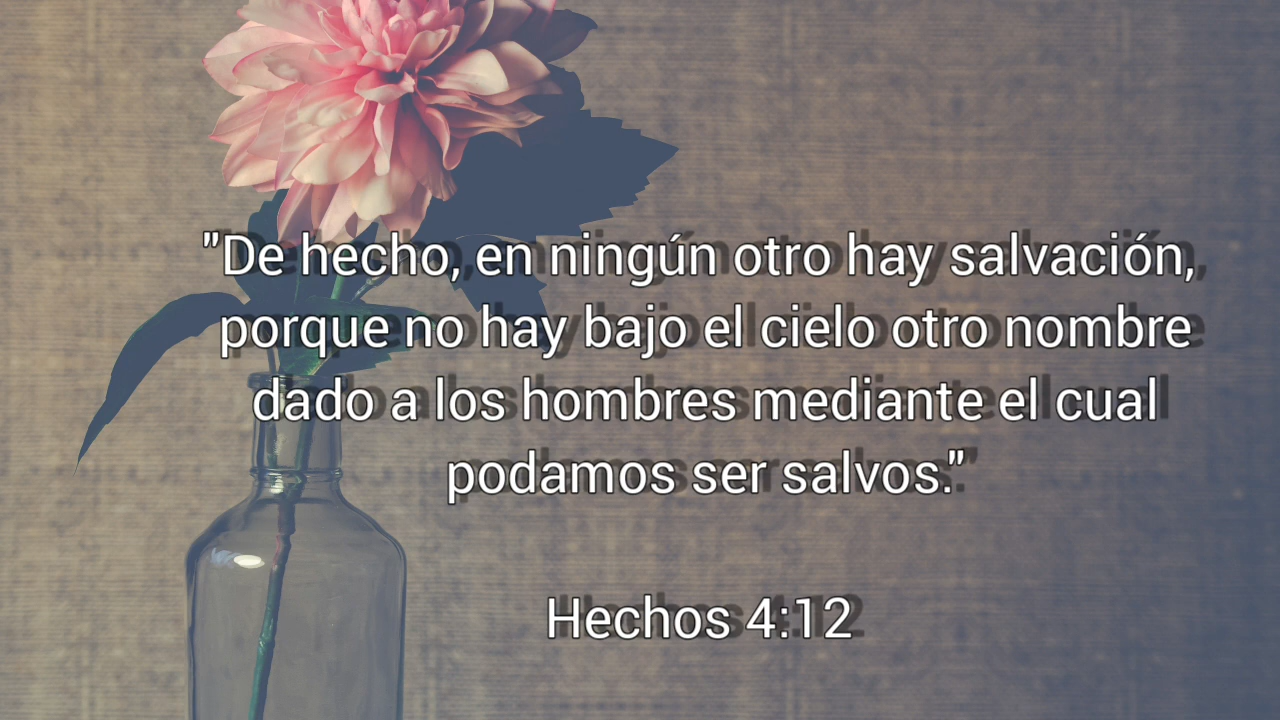 "De hecho, en ningún otro hay salvación,
porque no hay bajo el cielo otro nombre
dado a los hombres mediante el cual
podamos ser salvos."
Hechos 4:12